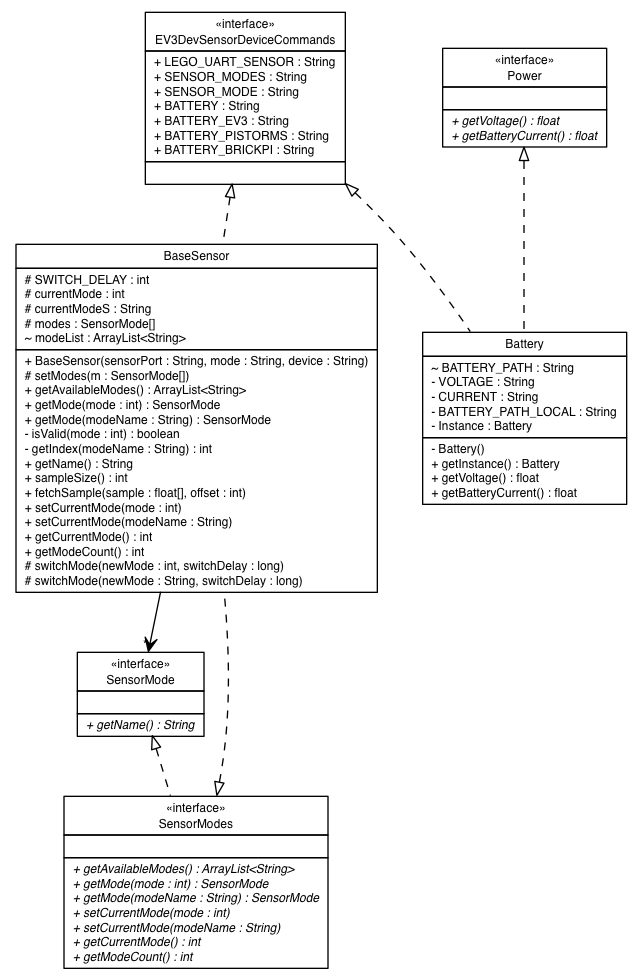 «interface»
EV3DevSensorDeviceCommands
+ LEGO_UART_SENSOR : String
+ SENSOR_MODES : String
+ SENSOR_MODE : String
+ BATTERY : String
+ BATTERY_EV3 : String
+ BATTERY_PISTORMS : String
+ BATTERY_BRICKPI : String
«interface»
Power
+ getVoltage() : float
+ getBatteryCurrent() : float
BaseSensor
# SWITCH_DELAY : int
# currentMode : int
# currentModeS : String
# modes : SensorMode[]
~ modeList : ArrayList<String>
+ BaseSensor(sensorPort : String, mode : String, device : String)
# setModes(m : SensorMode[])
+ getAvailableModes() : ArrayList<String>
+ getMode(mode : int) : SensorMode
+ getMode(modeName : String) : SensorMode
- isValid(mode : int) : boolean
- getIndex(modeName : String) : int
+ getName() : String
+ sampleSize() : int
+ fetchSample(sample : float[], offset : int)
+ setCurrentMode(mode : int)
+ setCurrentMode(modeName : String)
+ getCurrentMode() : int
+ getModeCount() : int
# switchMode(newMode : int, switchDelay : long)
# switchMode(newMode : String, switchDelay : long)
Battery
~ BATTERY_PATH : String
- VOLTAGE : String
- CURRENT : String
- BATTERY_PATH_LOCAL : String
- Instance : Battery
- Battery()
+ getInstance() : Battery
+ getVoltage() : float
+ getBatteryCurrent() : float
«interface»
SensorMode
+ getName() : String
«interface»
SensorModes
+ getAvailableModes() : ArrayList<String>
+ getMode(mode : int) : SensorMode
+ getMode(modeName : String) : SensorMode
+ setCurrentMode(mode : int)
+ setCurrentMode(modeName : String)
+ getCurrentMode() : int
+ getModeCount() : int